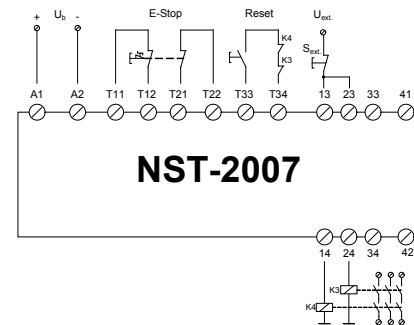 + Ub - E-Stop Reset Uext.
Sext.
K4
K3
A1 A2 T11 T12 T21 T22 T33 T34 13 23 33 41
NST-2007
14 24 34 42
K3
K4